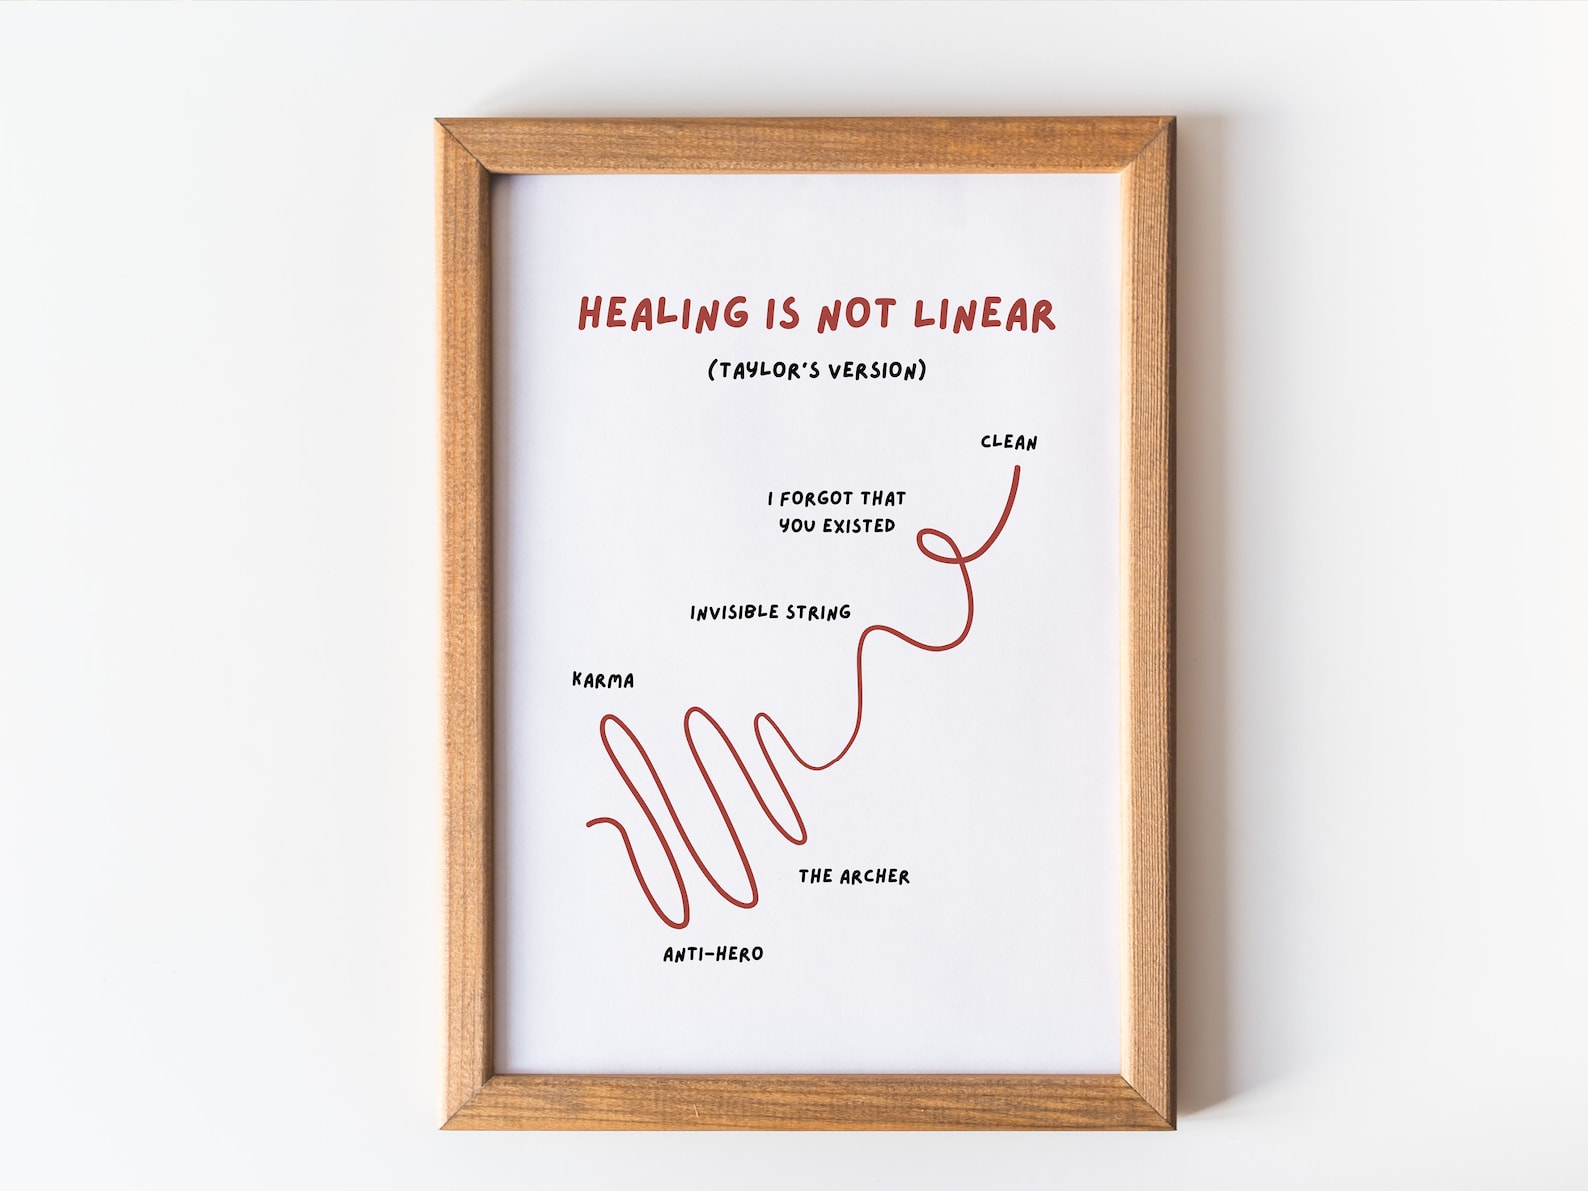 HEALING IS NOT LINEAR
(TAYLOR'S VERSION)
CLEAN
I FORGOT THAT
YOU EXISTED
INVISIBLE STRING
KARMA
THE ARCHER
ANTI-HERO